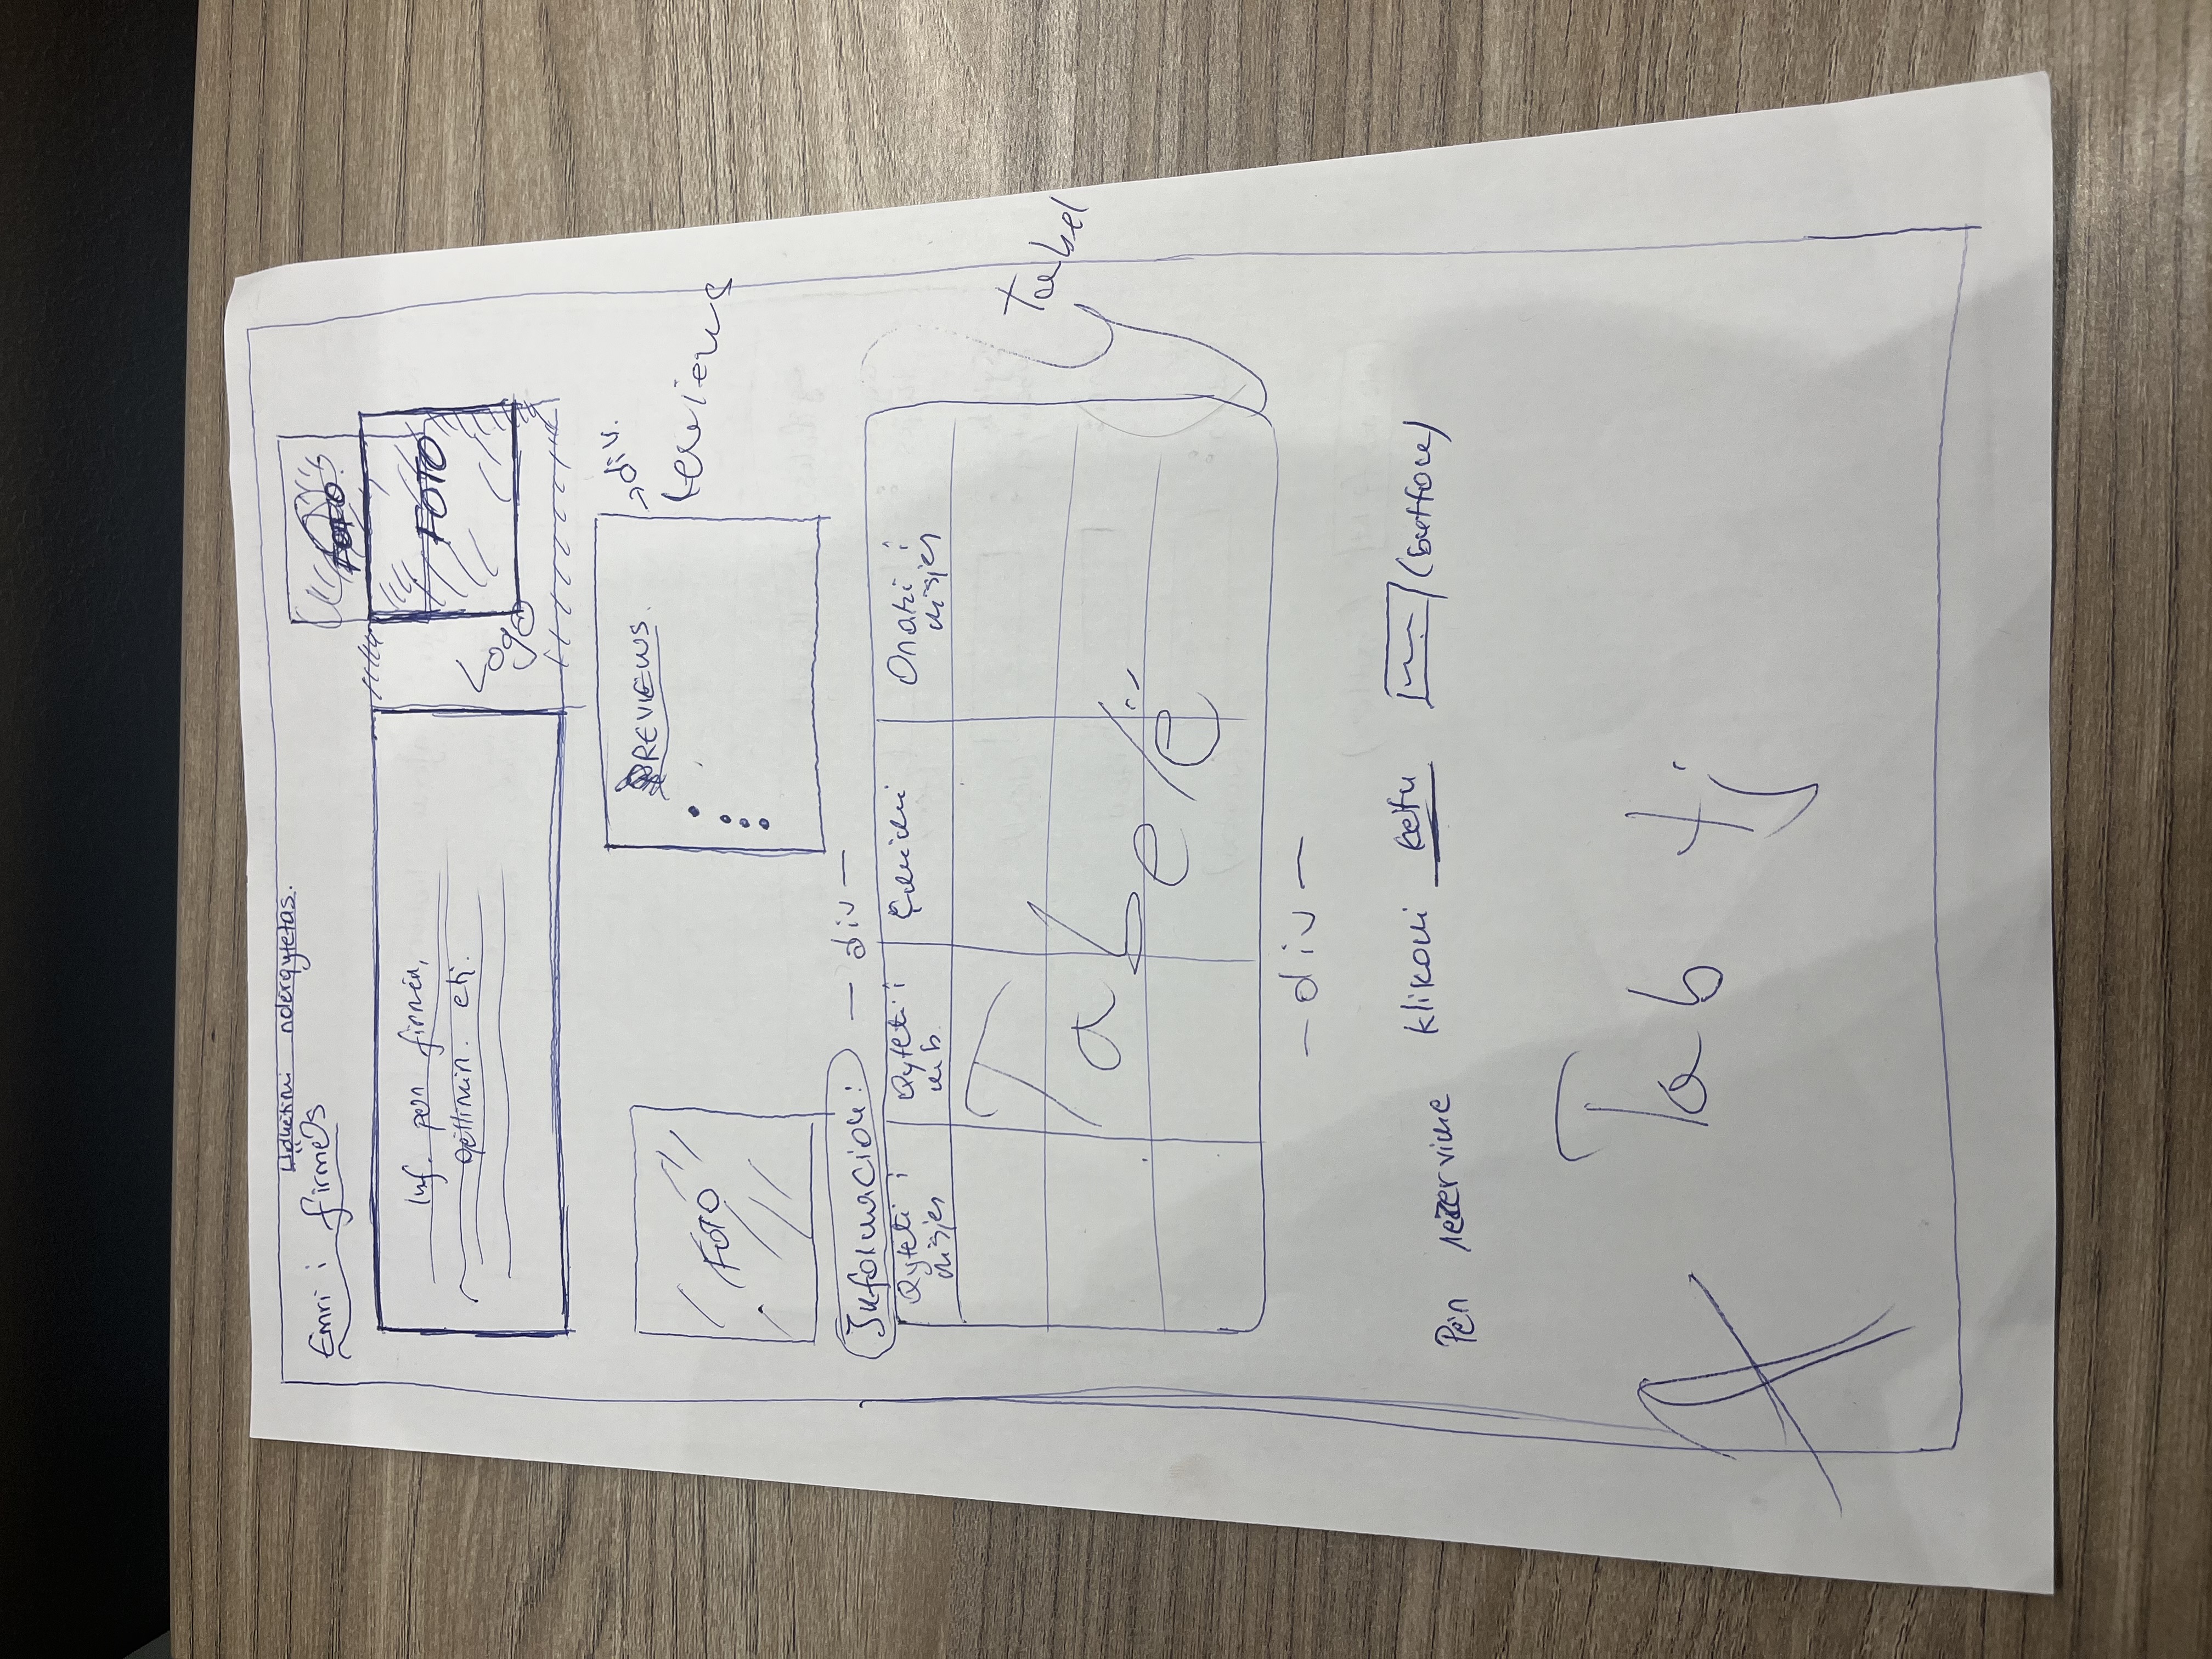 Udhëtimi ndërqytetas.
Emri i firmës
FOTO
Inf. për firmën,
qëllimin. etj.
FOTO
Logo
REVIEWS
→ div.
reviews
FOTO
Informacion:
— div —
Qyteti i nisjes
Qyteti i mb.
Çmimi
Orari i nisjes
Tabelë
Tabel
— div —
Për rezervime klikoni këtu (button)
Tab tj